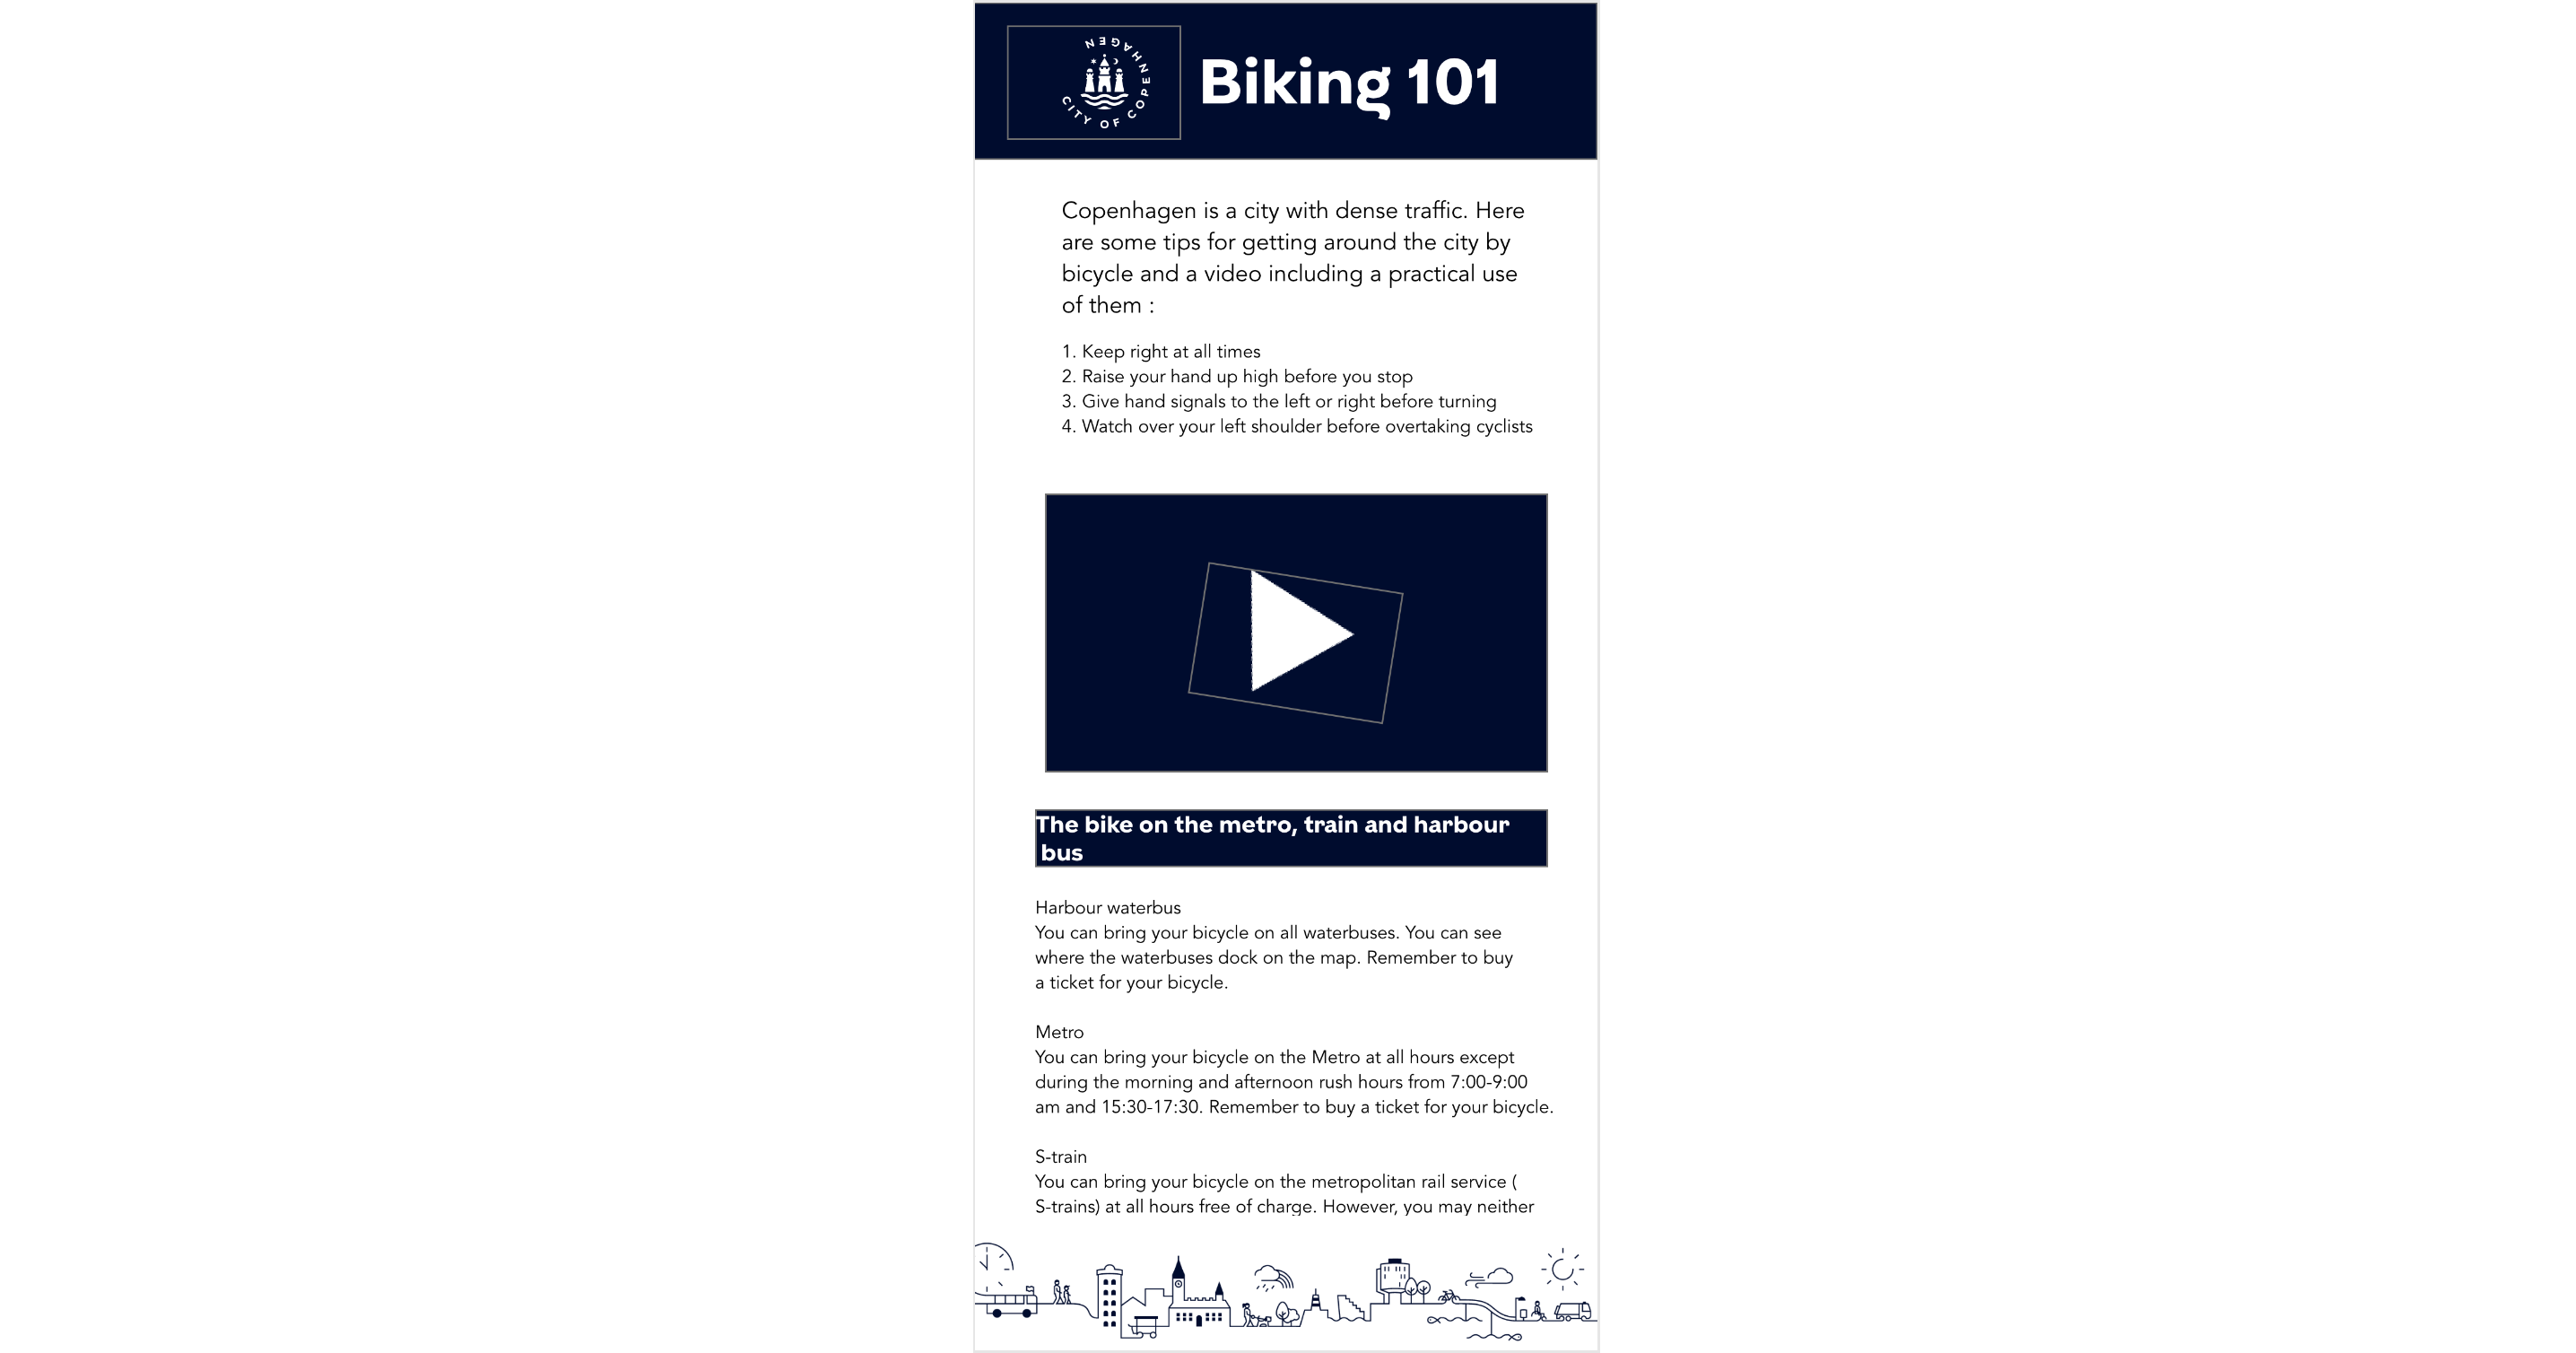 CITY OF COPENHAGEN
Biking 101
Copenhagen is a city with dense traffic. Here
are some tips for getting around the city by
bicycle and a video including a practical use
of them :
1. Keep right at all times
2. Raise your hand up high before you stop
3. Give hand signals to the left or right before turning
4. Watch over your left shoulder before overtaking cyclists
The bike on the metro, train and harbour
bus
Harbour waterbus
You can bring your bicycle on all waterbuses. You can see
where the waterbuses dock on the map. Remember to buy
a ticket for your bicycle.
Metro
You can bring your bicycle on the Metro at all hours except
during the morning and afternoon rush hours from 7:00-9:00
am and 15:30-17:30. Remember to buy a ticket for your bicycle.
S-train
You can bring your bicycle on the metropolitan rail service (
S-trains) at all hours free of charge. However, you may neither